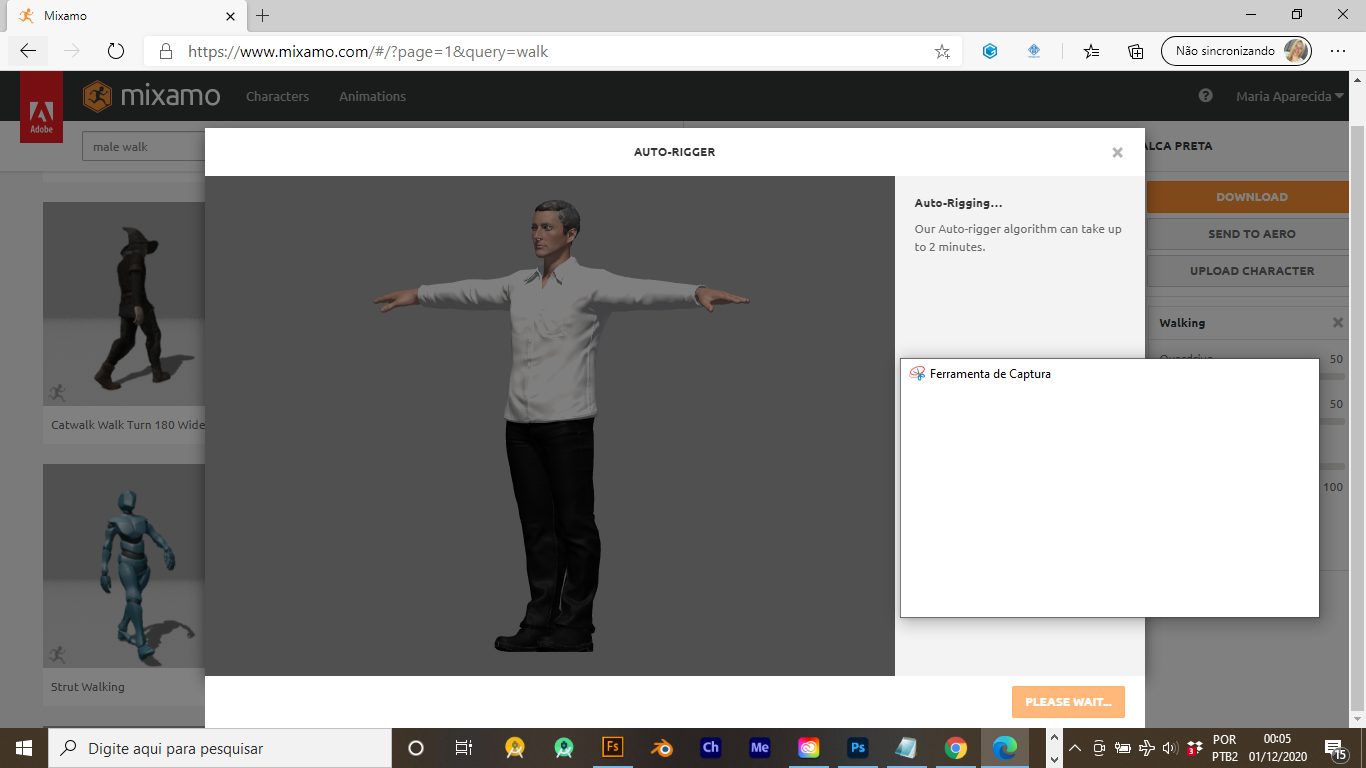 Mixamo
https://www.mixamo.com/#/?page=1&query=walk
Não sincronizando
Adobe
mixamo
Characters
Animations
Maria Aparecida
male walk
AUTO-RIGGER
ALCA PRETA
Auto-Rigging...
Our Auto-rigger algorithm can take up
to 2 minutes.
DOWNLOAD
SEND TO AERO
UPLOAD CHARACTER
Walking
Overdrive
50
50
100
Ferramenta de Captura
Catwalk Walk Turn 180 Wide
Strut Walking
PLEASE WAIT...
Digite aqui para pesquisar
Fs
Ch
Me
Ps
3
POR
PTB2
00:05
01/12/2020
15